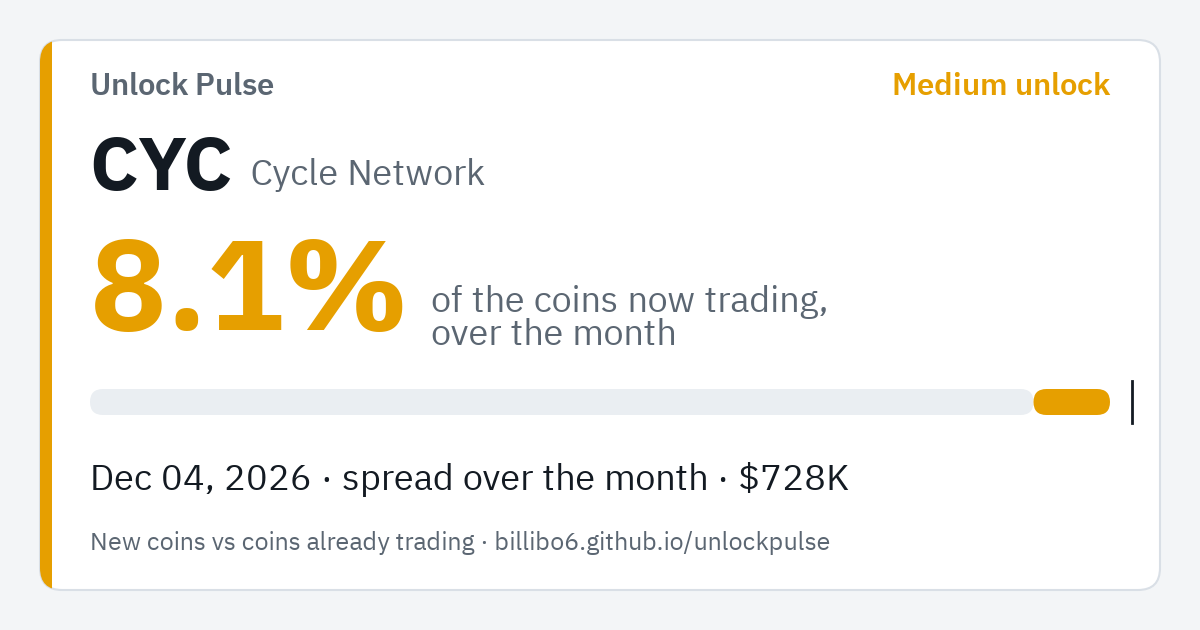 Unlock Pulse
Medium unlock
CYC Cycle Network
8.1% of the coins now trading,
over the month
Dec 04, 2026 · spread over the month · $728K
New coins vs coins already trading · billibo6.github.io/unlockpulse